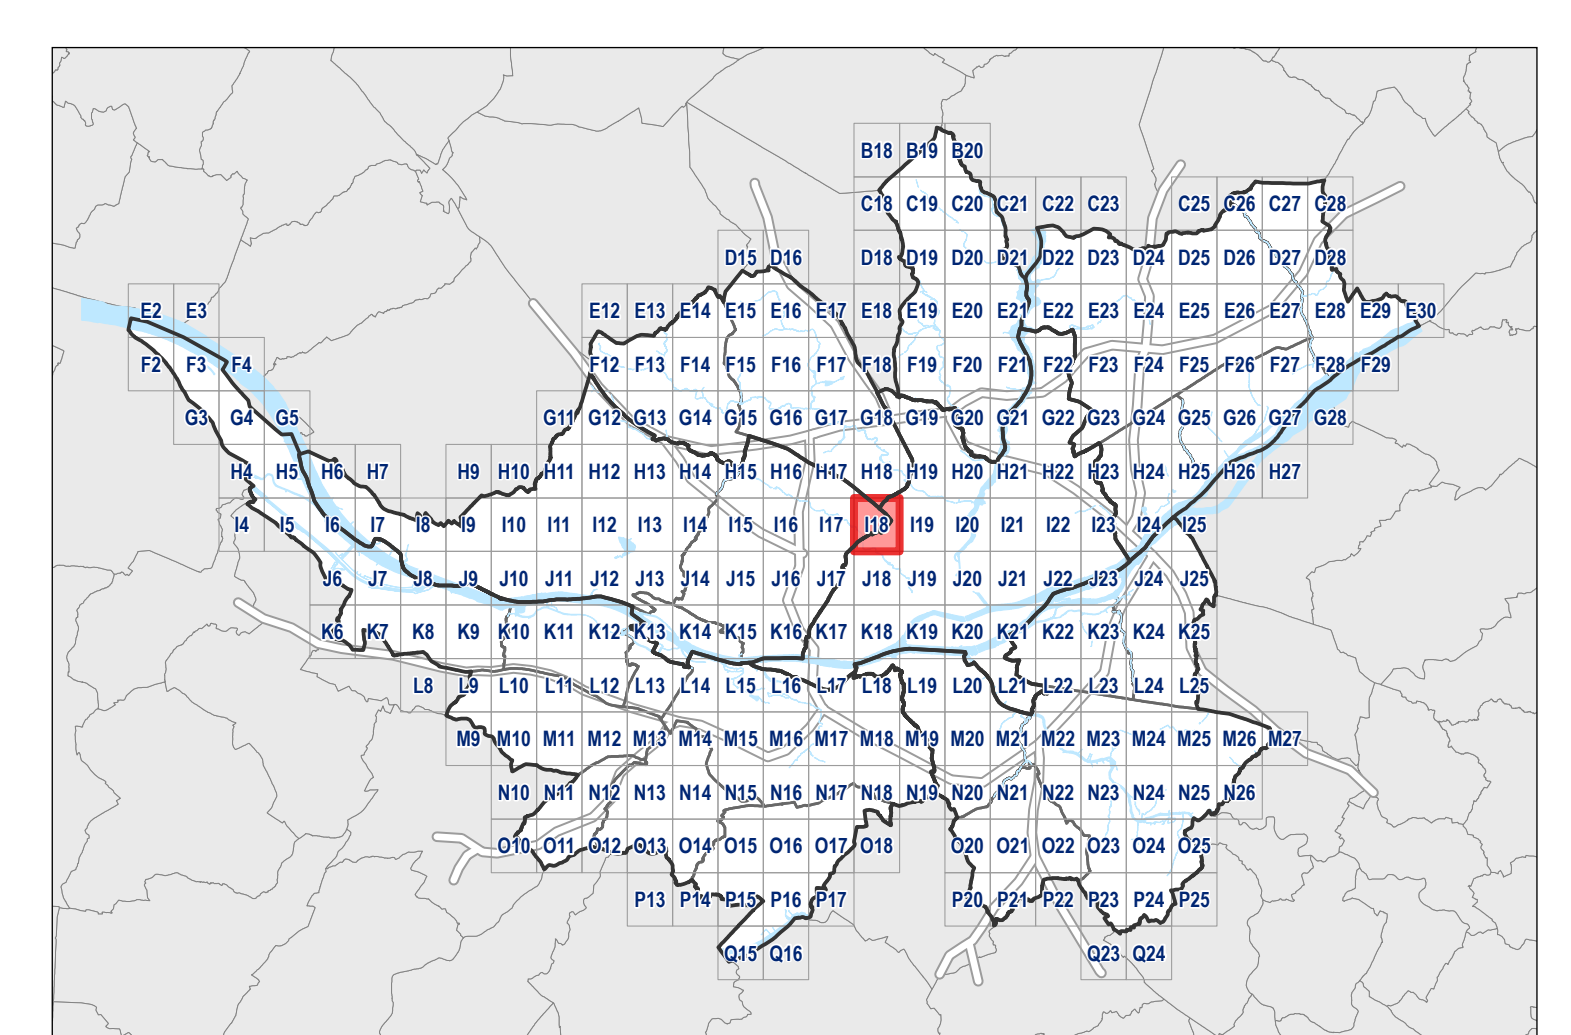 B18 B19 B20
C18 C19 C20 C21 C22 C23 C25 C26 C27 C28
D15 D16 D18 D19 D20 D21 D22 D23 D24 D25 D26 D27 D28
E2 E3 E12 E13 E14 E15 E16 E17 E18 E19 E20 E21 E22 E23 E24 E25 E26 E27 E28 E29 E30
F2 F3 F4 F12 F13 F14 F15 F16 F17 F18 F19 F20 F21 F22 F23 F24 F25 F26 F27 F28 F29
G3 G4 G5 G11 G12 G13 G14 G15 G16 G17 G18 G19 G20 G21 G22 G23 G24 G25 G26 G27 G28
H4 H5 H6 H7 H9 H10 H11 H12 H13 H14 H15 H16 H17 H18 H19 H20 H21 H22 H23 H24 H25 H26 H27
I4 I5 I6 I7 I8 I9 I10 I11 I12 I13 I14 I15 I16 I17 I18 I19 I20 I21 I22 I23 I24 I25
J6 J7 J8 J9 J10 J11 J12 J13 J14 J15 J16 J17 J18 J19 J20 J21 J22 J23 J24 J25
K6 K7 K8 K9 K10 K11 K12 K13 K14 K15 K16 K17 K18 K19 K20 K21 K22 K23 K24 K25
L8 L9 L10 L11 L12 L13 L14 L15 L16 L17 L18 L19 L20 L21 L22 L23 L24 L25
M9 M10 M11 M12 M13 M14 M15 M16 M17 M18 M19 M20 M21 M22 M23 M24 M25 M26 M27
N10 N11 N12 N13 N14 N15 N16 N17 N18 N19 N20 N21 N22 N23 N24 N25 N26
O10 O11 O12 O13 O14 O15 O16 O17 O18 O20 O21 O22 O23 O24 O25
P13 P14 P15 P16 P17 P20 P21 P22 P23 P24 P25
Q15 Q16 Q23 Q24